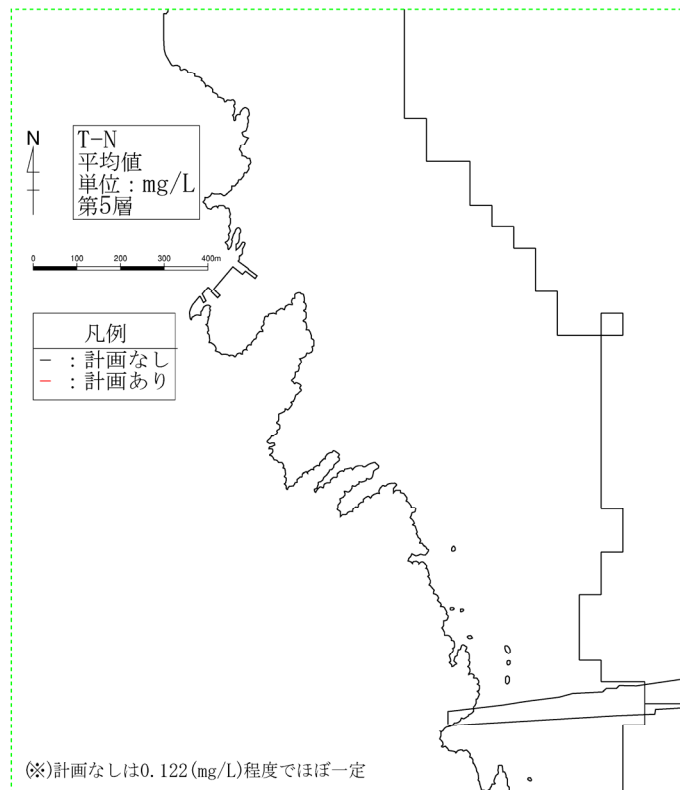 N
T-N
平均値
単位：mg/L
第5層
0 100 200 300 400m
凡例
－ ：計画なし
－ ：計画あり
(※)計画なしは0.122(mg/L)程度でほぼ一定